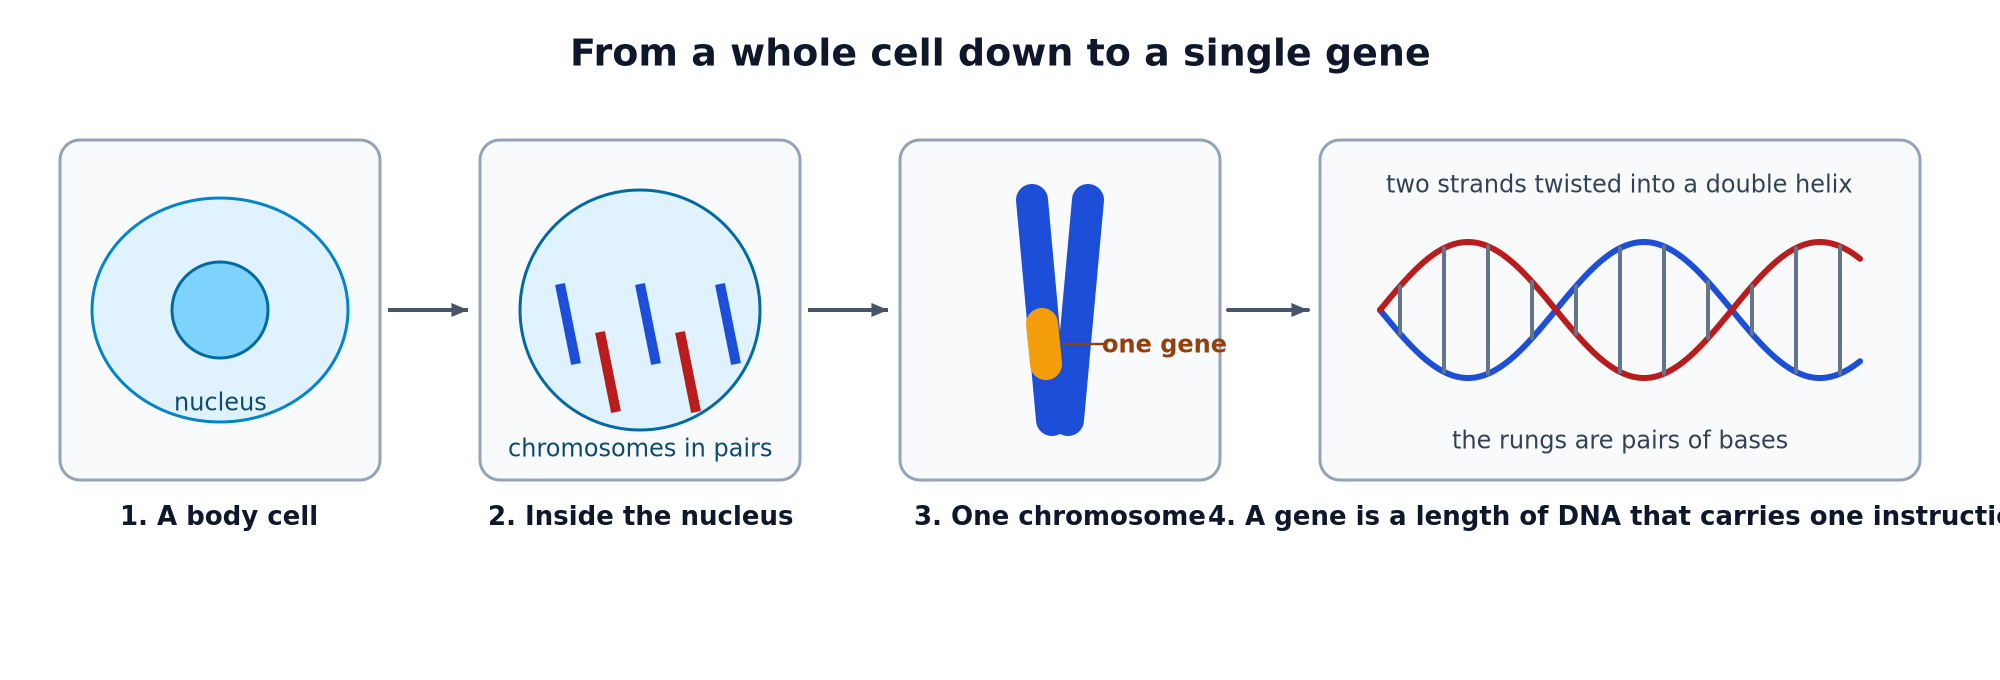 From a whole cell down to a single gene
two strands twisted into a double helix
one gene
nucleus
chromosomes in pairs
the rungs are pairs of bases
1. A body cell
2. Inside the nucleus
3. One chromosome
4. A gene is a length of DNA that carries one